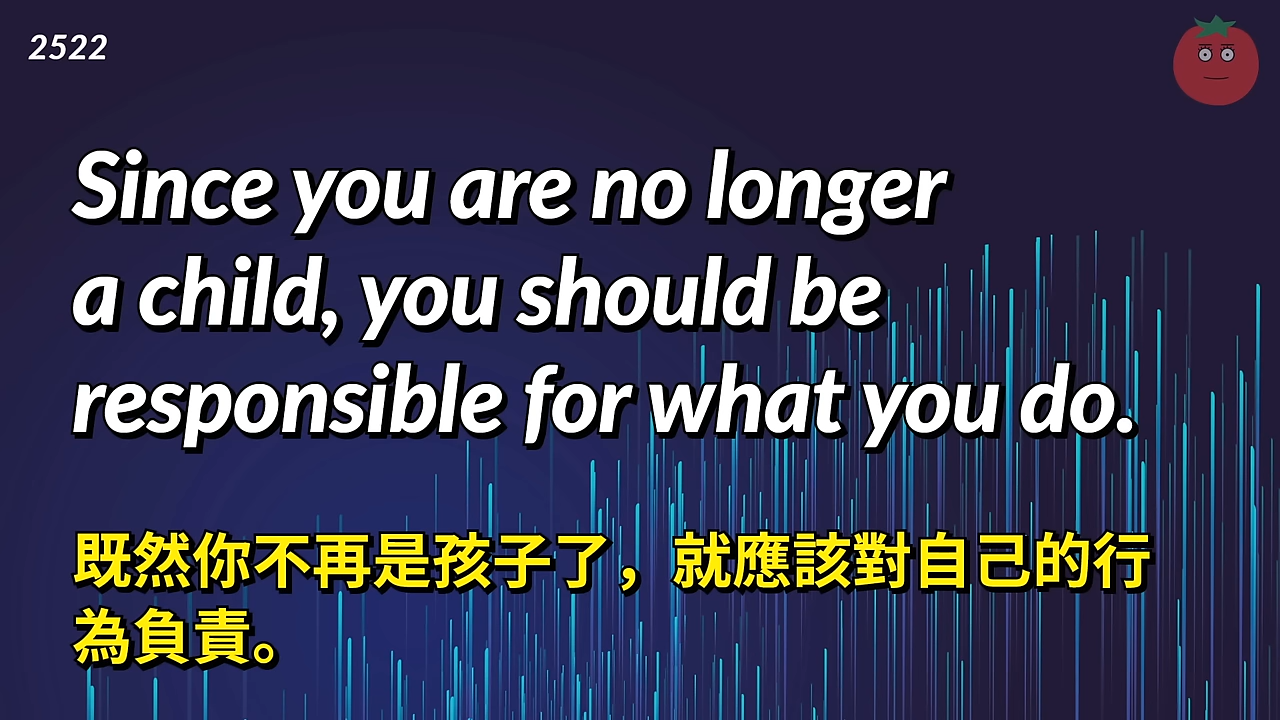 2522
Since you are no longer
a child, you should be
responsible for what you do.
既然你不再是孩子了，就應該對自己的行
為負責。